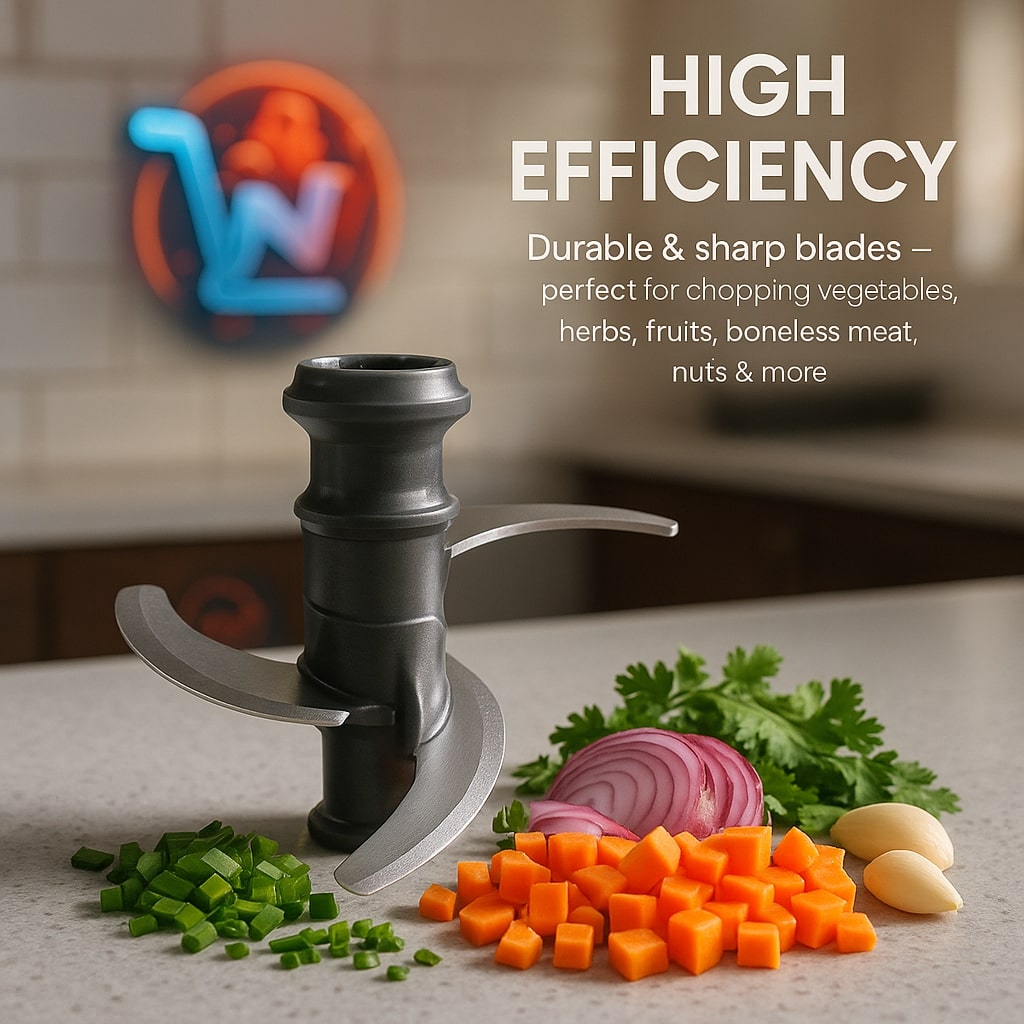 HIGH
EFFICIENCY
Durable & sharp blades –
perfect for chopping vegetables,
herbs, fruits, boneless meat,
nuts & more